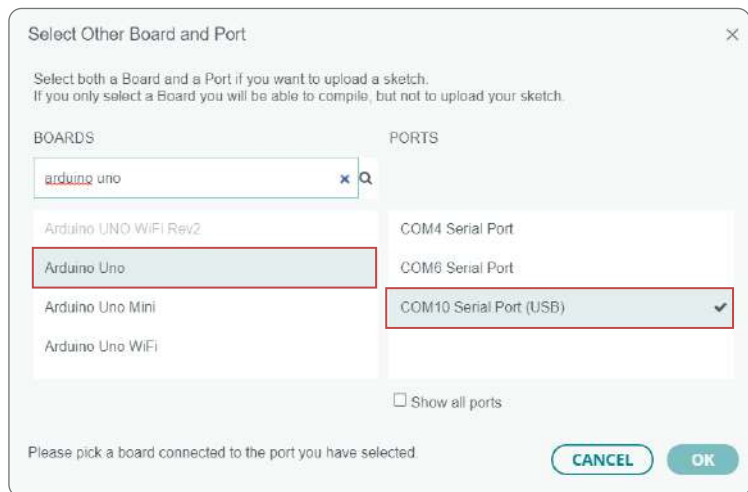 Select Other Board and Port
Select both a Board and a Port if you want to upload a sketch.
If you only select a Board you will be able to compile, but not to upload your sketch.
BOARDS
PORTS
arduino uno
Arduino UNO WiFi Rev2
Arduino Uno
Arduino Uno Mini
Arduino Uno WiFi
COM4 Serial Port
COM6 Serial Port
COM10 Serial Port (USB)
Show all ports
Please pick a board connected to the port you have selected.
CANCEL
OK